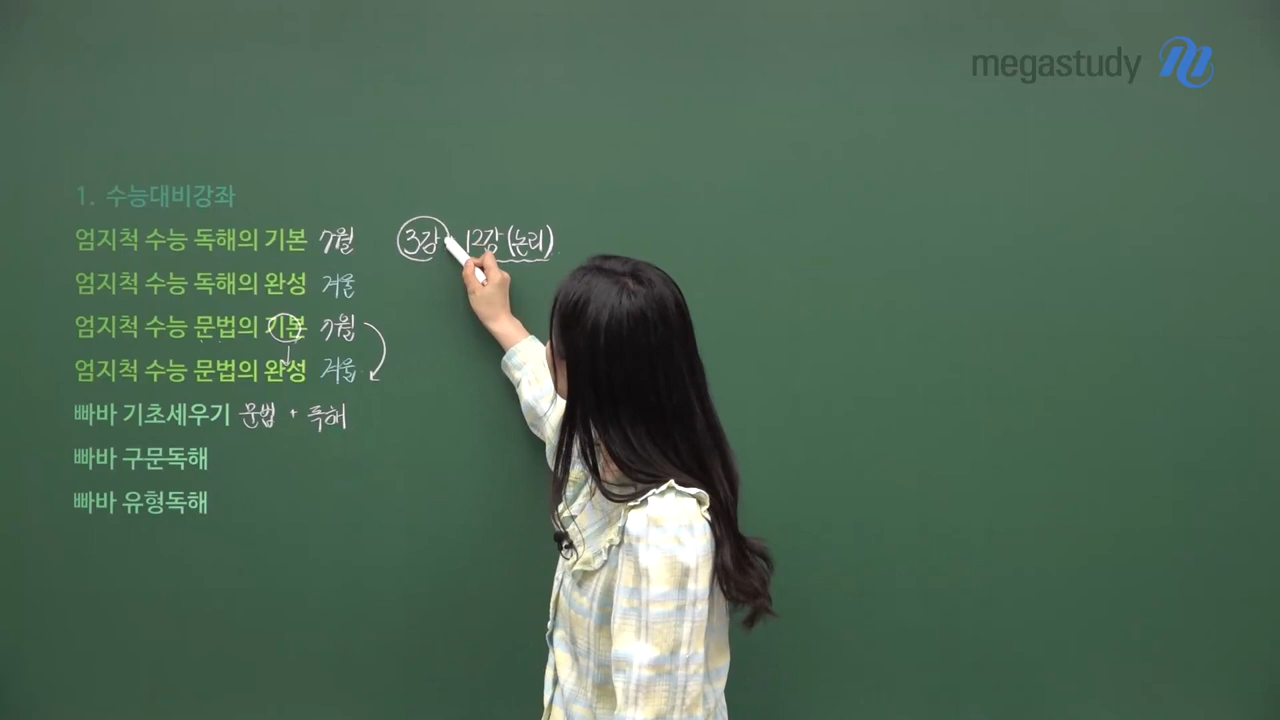 megastudy
1. 수능대비강좌
엄지척 수능 독해의 기본 7월 3강 12강 (논리)
엄지척 수능 독해의 완성 겨울
엄지척 수능 문법의 기본 7월
엄지척 수능 문법의 완성 겨울
빠바 기초세우기 문법 + 독해
빠바 구문독해
빠바 유형독해